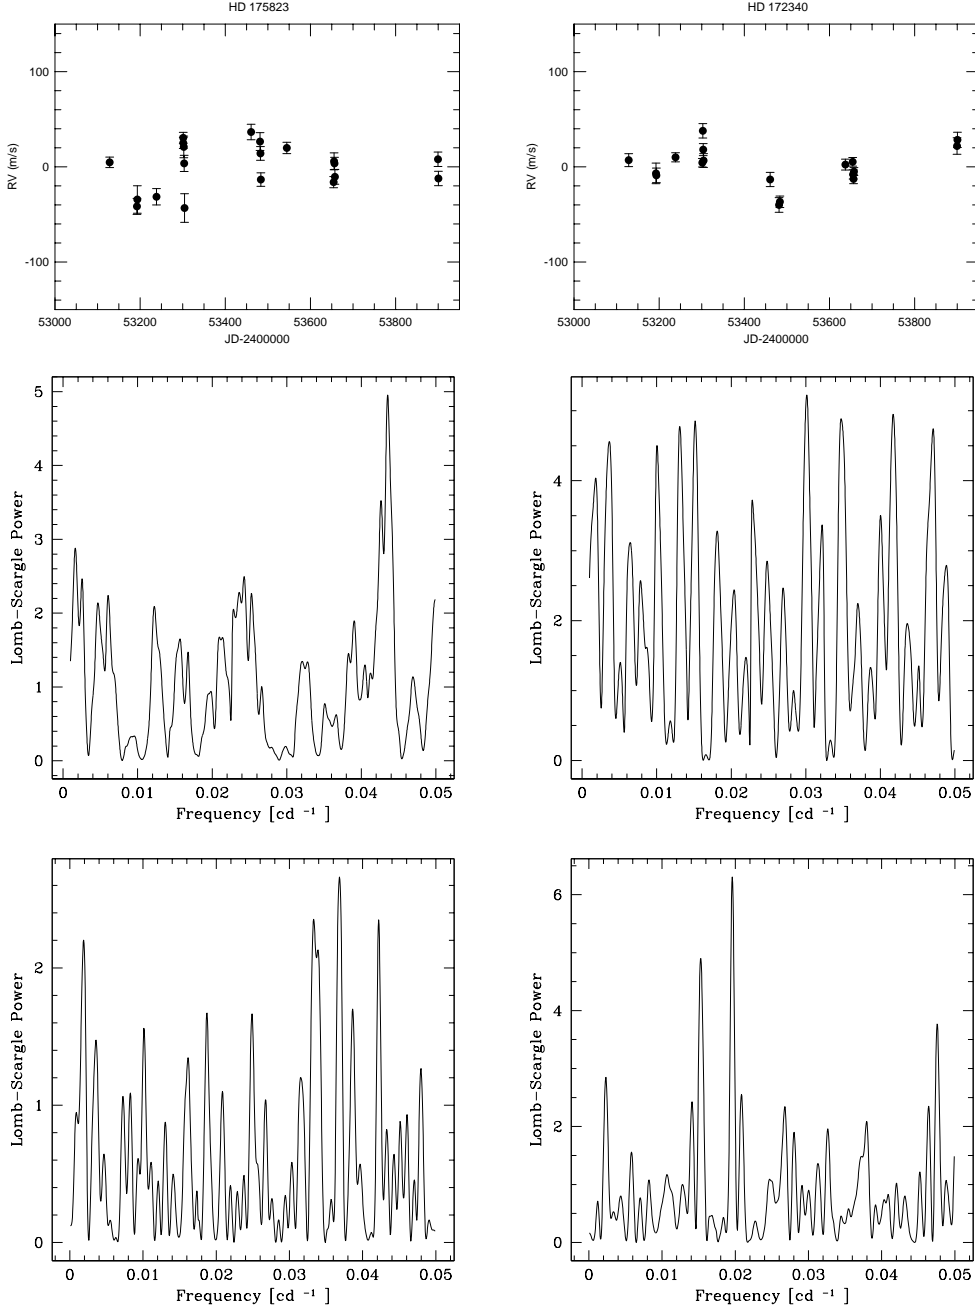 HD 175823
HD 172340
RV (m/s)
100
0
-100
53000 53200 53400 53600 53800
JD-2400000
RV (m/s)
100
0
-100
53000 53200 53400 53600 53800
JD-2400000
Lomb-Scargle Power
5
4
3
2
1
0
0 0.01 0.02 0.03 0.04 0.05
Frequency [cd -1 ]
Lomb-Scargle Power
4
2
0
0 0.01 0.02 0.03 0.04 0.05
Frequency [cd -1 ]
Lomb-Scargle Power
2
1
0
0 0.01 0.02 0.03 0.04 0.05
Frequency [cd -1 ]
Lomb-Scargle Power
6
4
2
0
0 0.01 0.02 0.03 0.04 0.05
Frequency [cd -1 ]